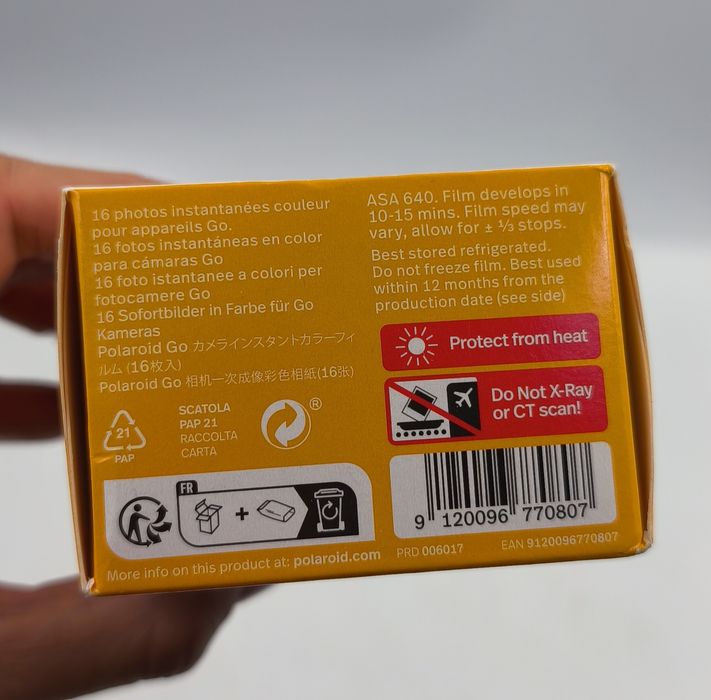 16 photos instantanées couleur
pour appareils Go.
16 fotos instantáneas en color
para cámaras Go
16 foto istantanee a colori per
fotocamere Go
16 Sofortbilder in Farbe für Go
Kameras
Polaroid Go カメラインスタントカラーフィ
ルム (16枚入)
Polaroid Go 相机一次成像彩色相紙(16张)
21
PAP
SCATOLA
PAP 21
RACCOLTA
CARTA
®
FR
+
More info on this product at: polaroid.com
ASA 640. Film develops in
10-15 mins. Film speed may
vary, allow for ± ⅓ stops.
Best stored refrigerated.
Do not freeze film. Best used
within 12 months from the
production date (see side)
Protect from heat
Do Not X-Ray
or CT scan!
9 120096 770807
PRD 006017
EAN 9120096770807